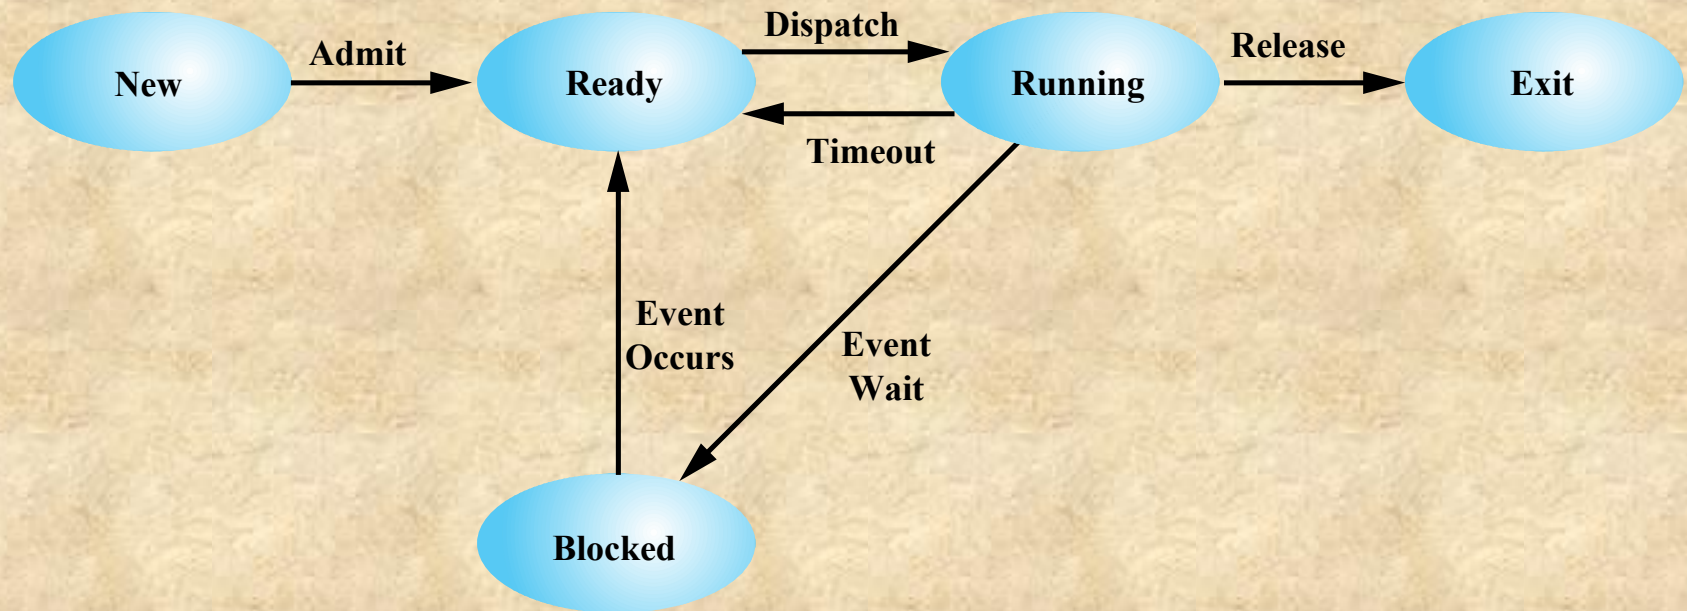 Dispatch
Admit
Release
New
Ready
Running
Exit
Timeout
Event
Occurs
Event
Wait
Blocked